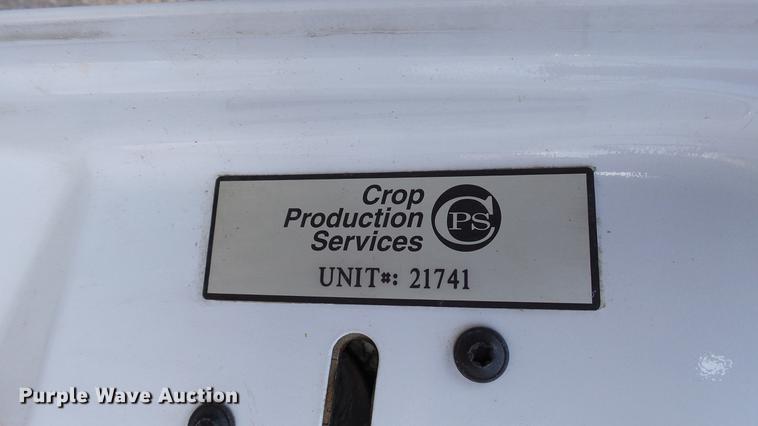 Crop
Production
Services
CPS
UNIT#: 21741
Purple Wave Auction